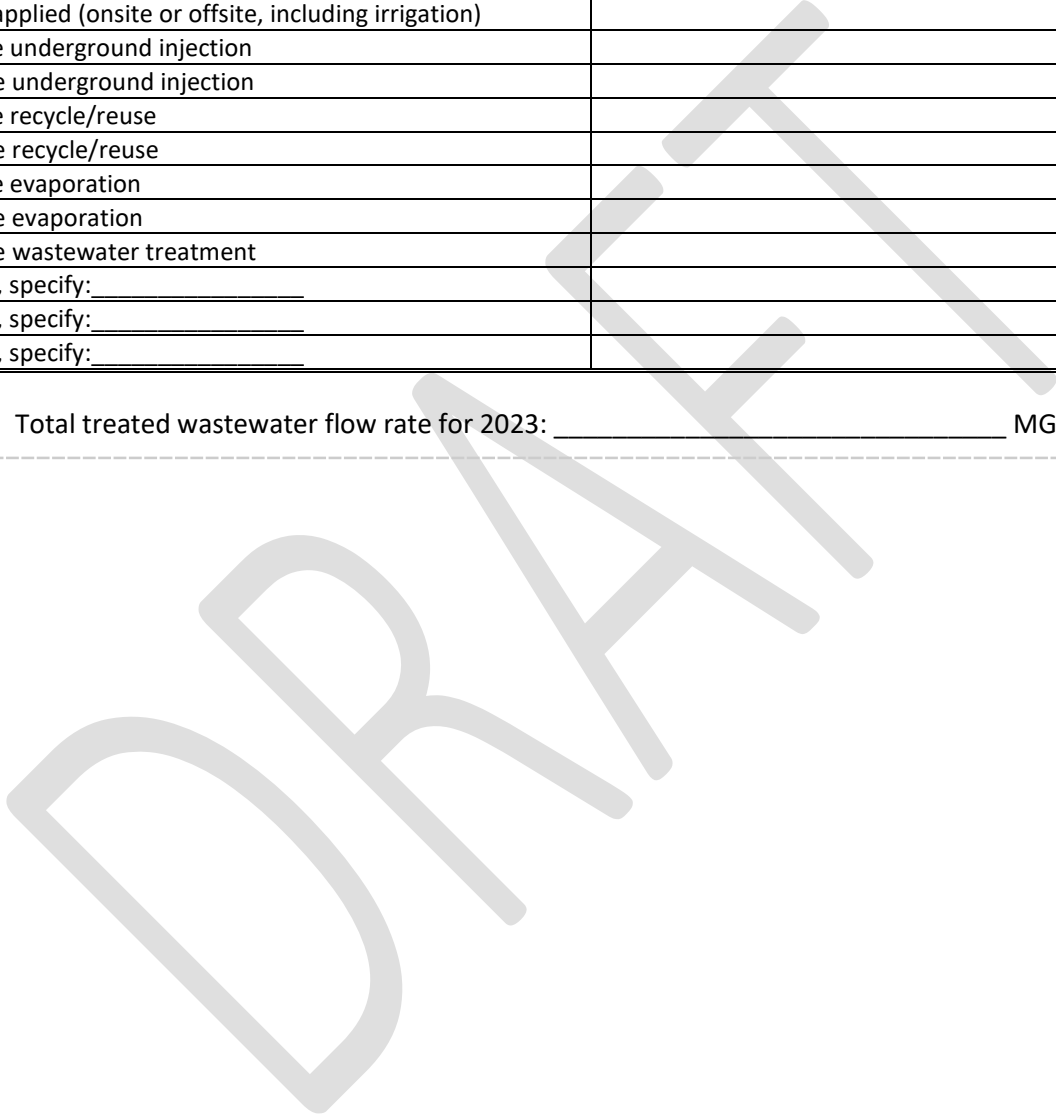 applied (onsite or offsite, including irrigation)
e underground injection
e underground injection
e recycle/reuse
e recycle/reuse
e evaporation
e evaporation
e wastewater treatment
, specify:________________
, specify:________________
, specify:________________
Total treated wastewater flow rate for 2023: ________________________________ MG
DRAFT